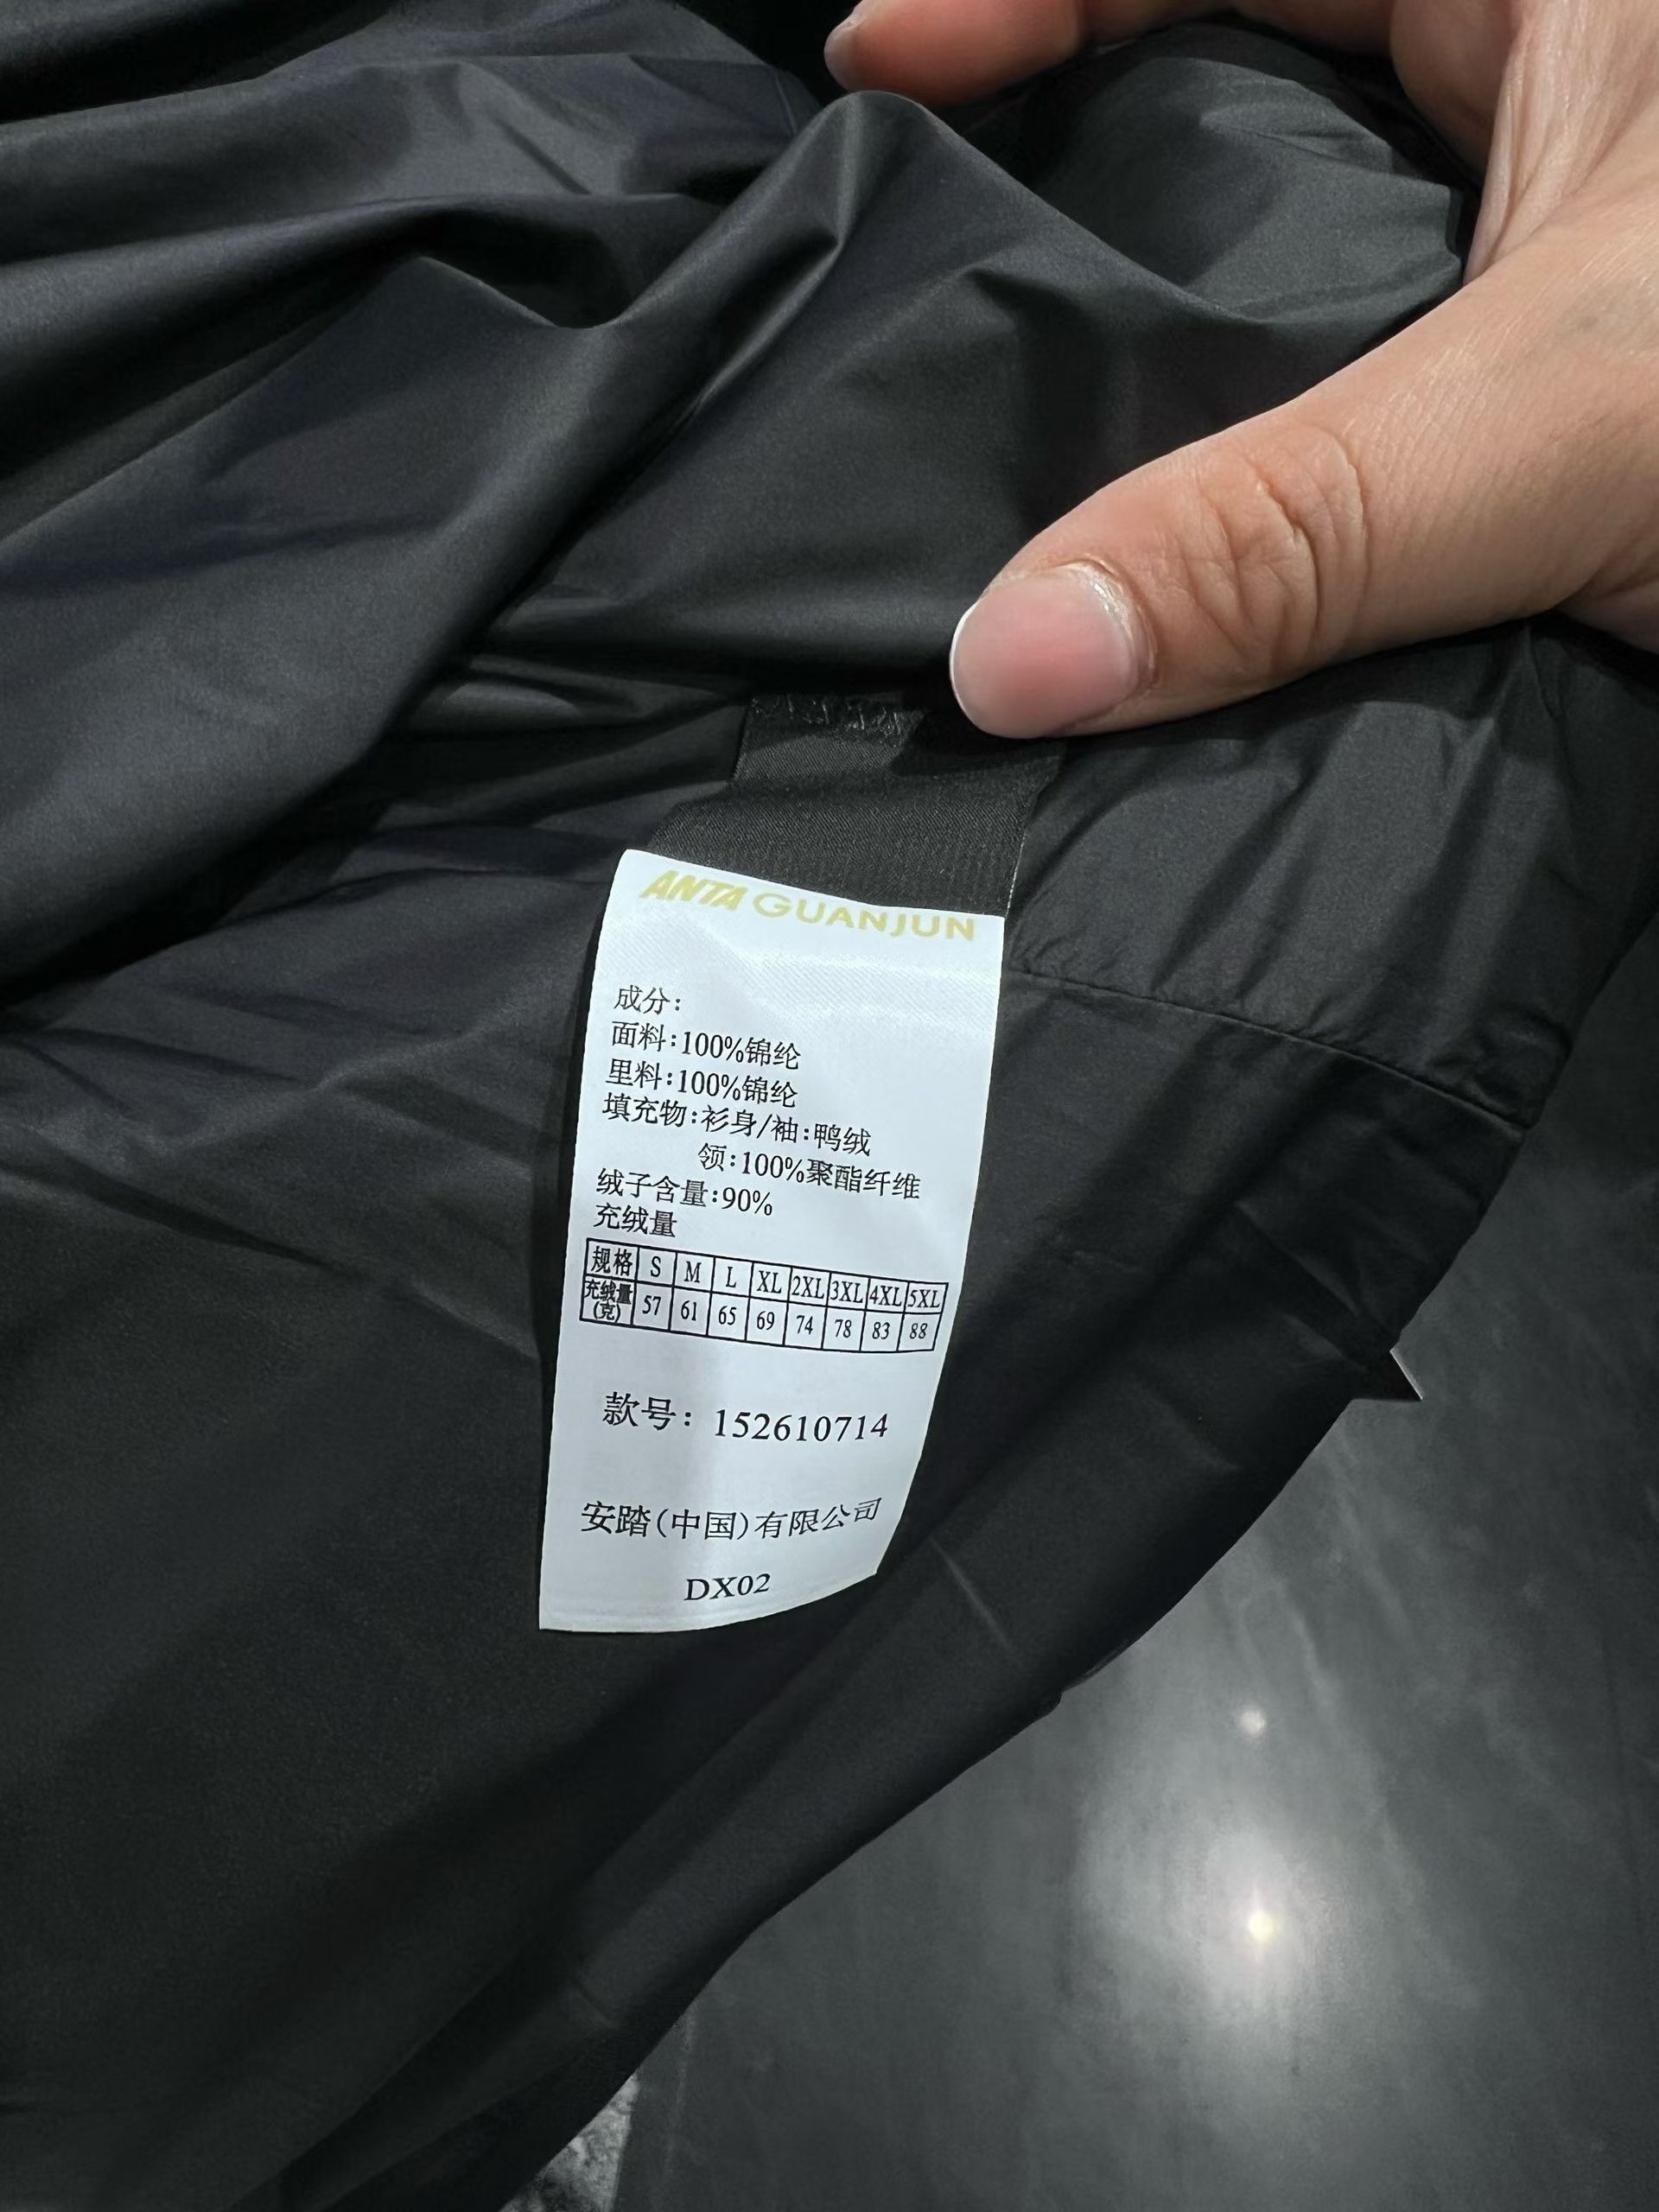 ANTA GUANJUN
成分:
面料:100%锦纶
里料:100%锦纶
填充物:衫身/袖:鸭绒
领:100%聚酯纤维
绒子含量:90%
充绒量
规格 S M L XL 2XL 3XL 4XL 5XL
充绒量(克) 57 61 65 69 74 78 83 88
款号: 152610714
安踏(中国)有限公司
DX02